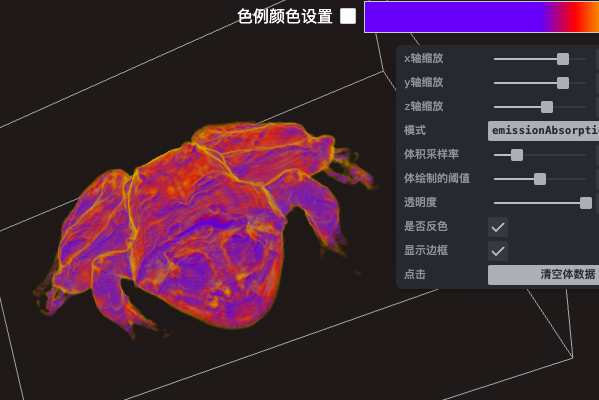 色例颜色设置
x轴缩放
y轴缩放
z轴缩放
模式 emissionAbsorpti
体积采样率
体绘制的阈值
透明度
是否反色
显示边框
点击 清空体数据